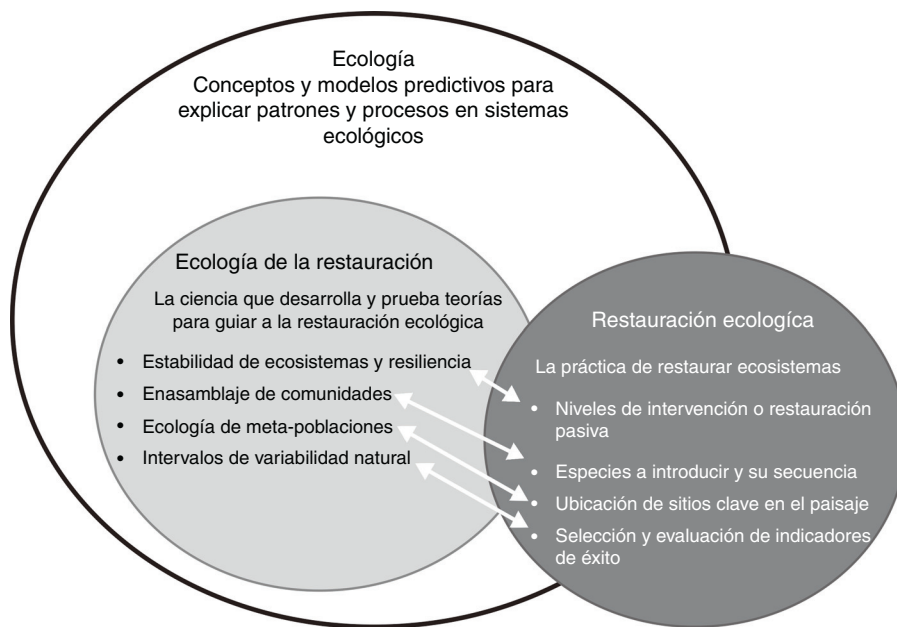 Ecología
Conceptos y modelos predictivos para
explicar patrones y procesos en sistemas
ecológicos
Ecología de la restauración
La ciencia que desarrolla y prueba teorías
para guiar a la restauración ecológica
• Estabilidad de ecosistemas y resiliencia
• Enasamblaje de comunidades
• Ecología de meta-poblaciones
• Intervalos de variabilidad natural
Restauración ecologíca
La práctica de restaurar ecosistemas
• Niveles de intervención o restauración
pasiva
• Especies a introducir y su secuencia
• Ubicación de sitios clave en el paisaje
• Selección y evaluación de indicadores
de éxito